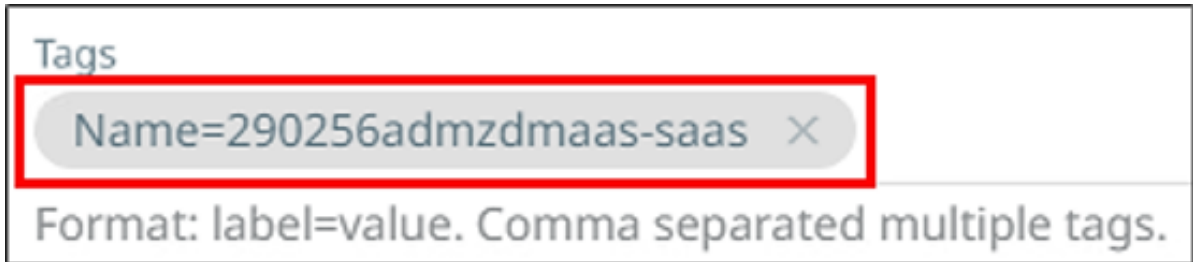 Tags
Name=290256admzdmaas-saas ×
Format: label=value. Comma separated multiple tags.